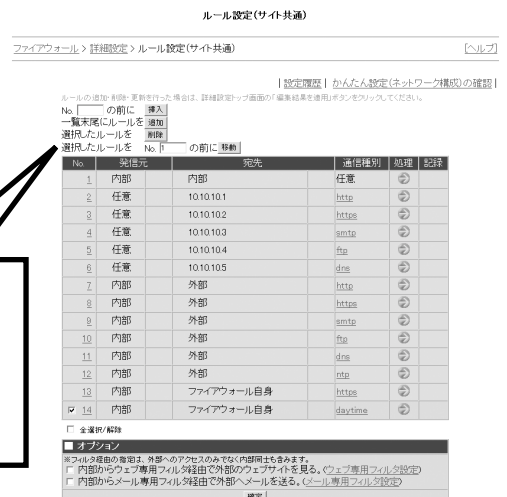 ルール設定(サイト共通)
ファイアウォール > 詳細設定 > ルール設定(サイト共通) [ヘルプ]
| 設定履歴 | かんたん設定(ネットワーク構成)の確認 |
ルールの追加・削除・更新を行った場合は、詳細設定トップ画面の「編集結果を適用」ボタンをクリックしてください。
No. の前に 挿入
一覧末尾にルールを 追加
選択したルールを 削除
選択したルールを No. 1 の前に 移動
No. 発信元 宛先 通信種別 処理 記録
1 内部 内部 任意
2 任意 10.10.10.1 http
3 任意 10.10.10.2 https
4 任意 10.10.10.3 smtp
5 任意 10.10.10.4 ftp
6 任意 10.10.10.5 dns
7 内部 外部 http
8 内部 外部 https
9 内部 外部 smtp
10 内部 外部 ftp
11 内部 外部 dns
12 内部 外部 ntp
13 内部 ファイアウォール自身 https
14 内部 ファイアウォール自身 daytime
全選択/解除
■ オプション
※フィルタ経由の指定は、外部へのアクセスのみでなく内部同士も含みます。
内部からウェブ専用フィルタ経由で外部のウェブサイトを見る。(ウェブ専用フィルタ設定)
内部からメール専用フィルタ経由で外部へメールを送る。(メール専用フィルタ設定)
確定